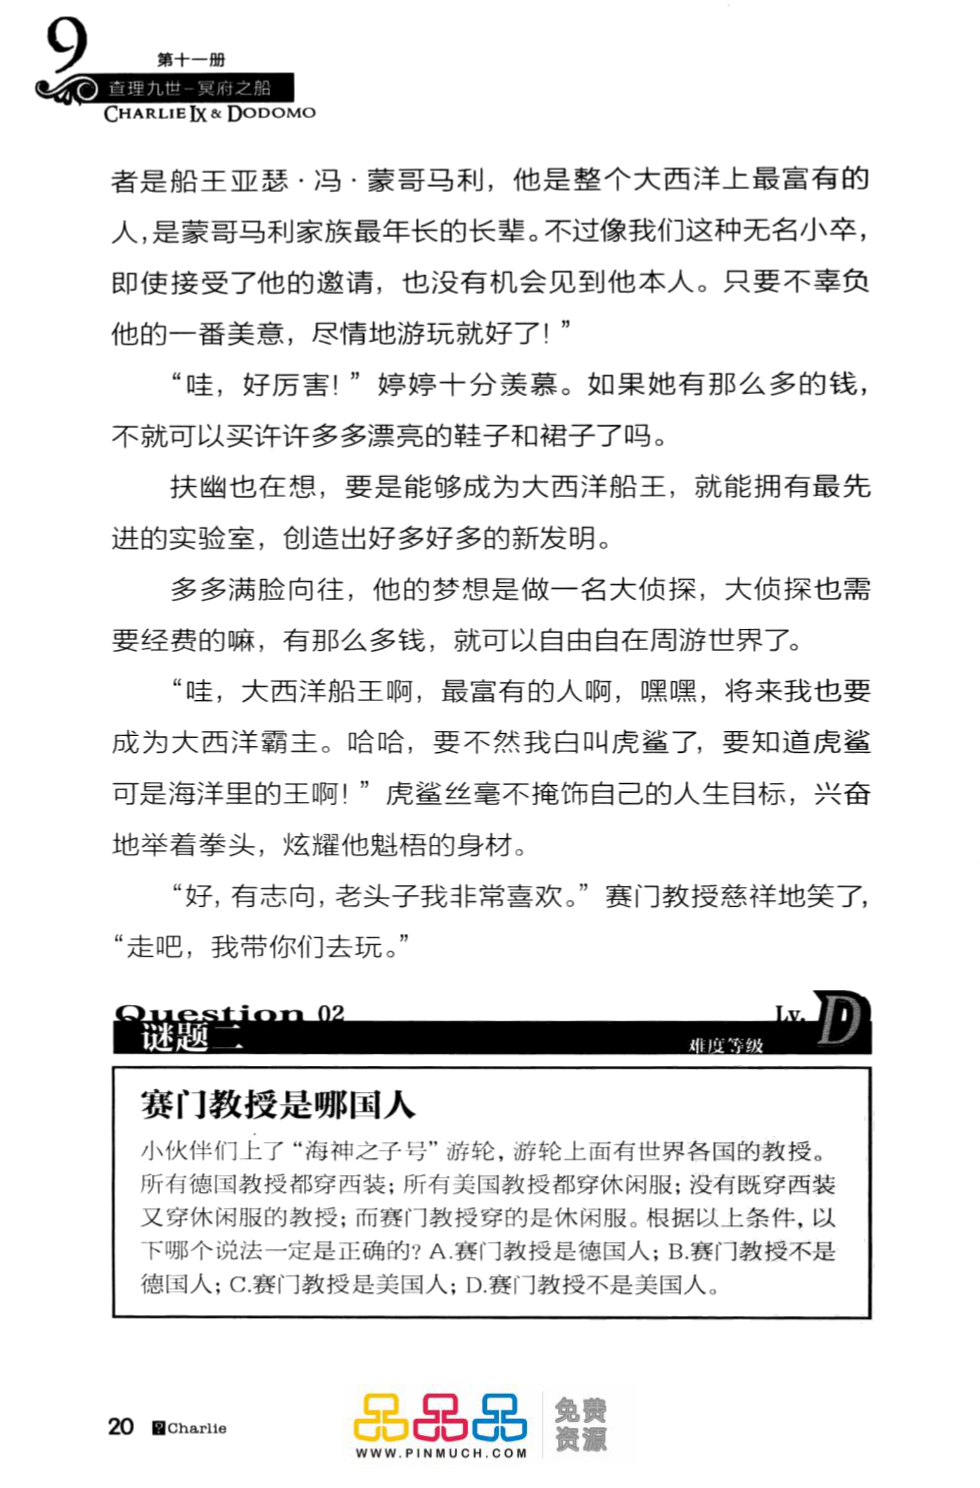 9
第十一册
查理九世-冥府之船
CHARLIE IX & DODOMO
者是船王亚瑟·冯·蒙哥马利，他是整个大西洋上最富有的
人，是蒙哥马利家族最年长的长辈。不过像我们这种无名小卒，
即使接受了他的邀请，也没有机会见到他本人。只要不辜负
他的一番美意，尽情地游玩就好了！”
“哇，好厉害！”婷婷十分羡慕。如果她有那么多的钱，
不就可以买许许多多漂亮的鞋子和裙子了吗。
扶幽也在想，要是能够成为大西洋船王，就能拥有最先
进的实验室，创造出好多好多的新发明。
多多满脸向往，他的梦想是做一名大侦探，大侦探也需
要经费的嘛，有那么多钱，就可以自由自在周游世界了。
“哇，大西洋船王啊，最富有的人啊，嘿嘿，将来我也要
成为大西洋霸主。哈哈，要不然我白叫虎鲨了，要知道虎鲨
可是海洋里的王啊！”虎鲨丝毫不掩饰自己的人生目标，兴奋
地举着拳头，炫耀他魁梧的身材。
“好，有志向，老头子我非常喜欢。”赛门教授慈祥地笑了，
“走吧，我带你们去玩。”
Question 02
Lv. D
谜题二
难度等级
赛门教授是哪国人
小伙伴们上了“海神之子号”游轮，游轮上面有世界各国的教授。
所有德国教授都穿西装；所有美国教授都穿休闲服；没有既穿西装
又穿休闲服的教授；而赛门教授穿的是休闲服。根据以上条件，以
下哪个说法一定是正确的？A.赛门教授是德国人；B.赛门教授不是
德国人；C.赛门教授是美国人；D.赛门教授不是美国人。
20 ? Charlie
品品品
WWW.PINMUCH.COM
免费
资源